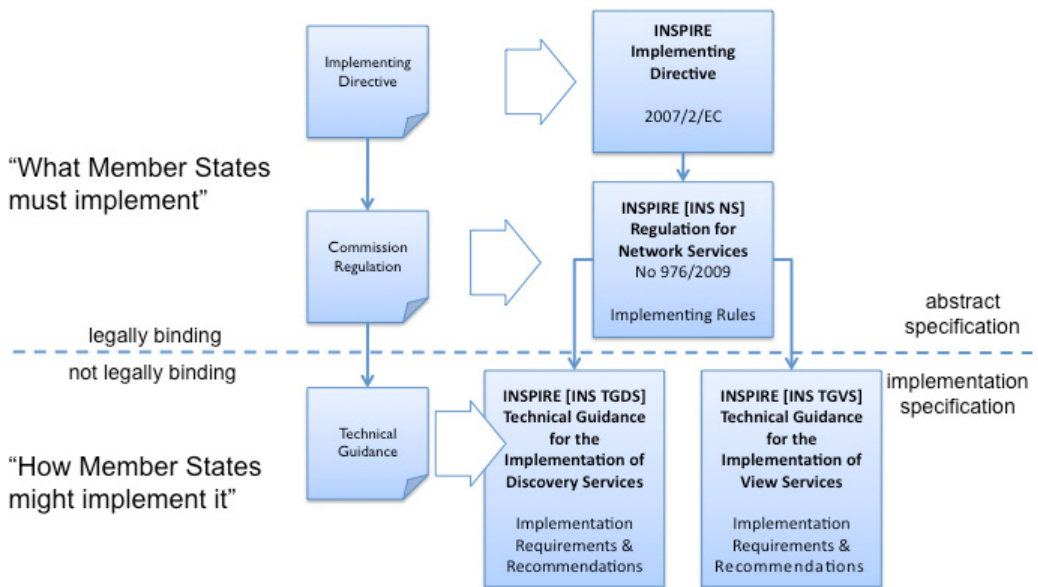 Implementing
Directive
INSPIRE
Implementing
Directive
2007/2/EC
“What Member States
must implement”
Commission
Regulation
INSPIRE [INS NS]
Regulation for
Network Services
No 976/2009
Implementing Rules
abstract
specification
legally binding
not legally binding
implementation
specification
“How Member States
might implement it”
Technical
Guidance
INSPIRE [INS TGDS]
Technical Guidance
for the
Implementation of
Discovery Services
Implementation
Requirements &
Recommendations
INSPIRE [INS TGVS]
Technical Guidance
for the
Implementation of
View Services
Implementation
Requirements &
Recommendations